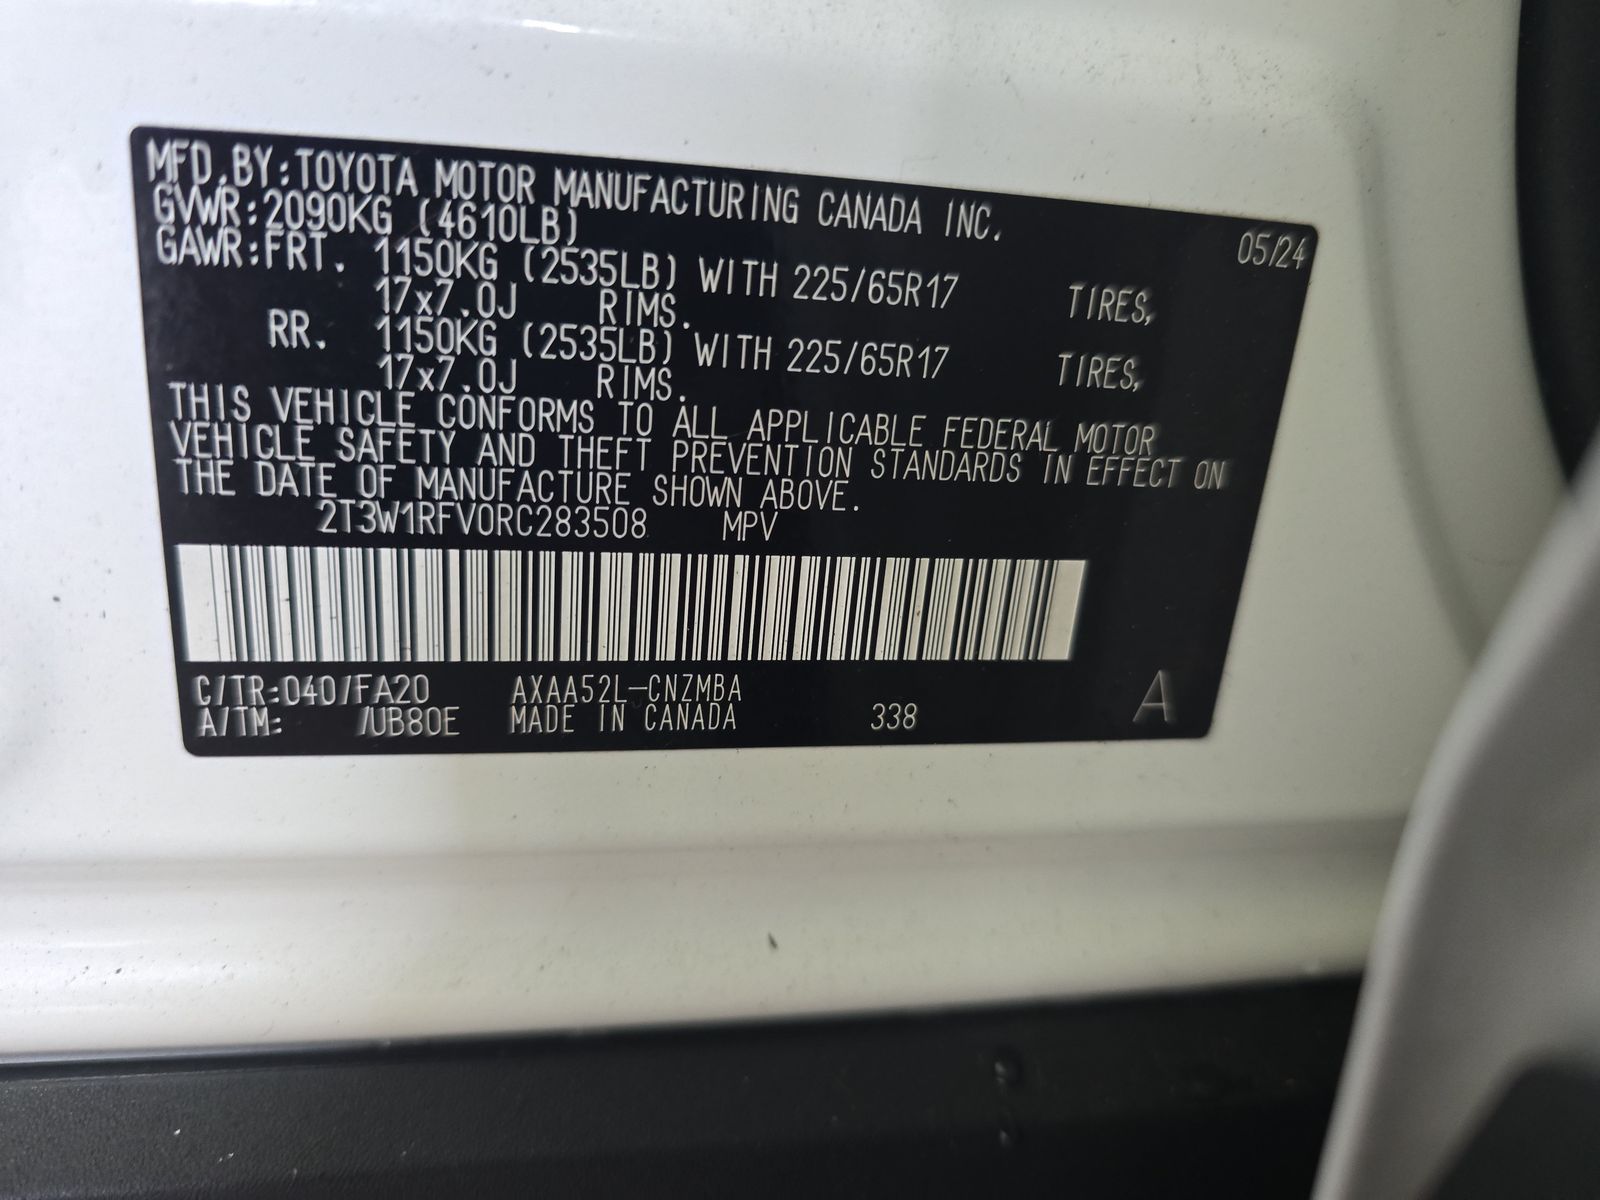 MFD.BY:TOYOTA MOTOR MANUFACTURING CANADA INC.
GVWR:2090KG (4610LB) 05/24
GAWR:FRT. 1150KG (2535LB) WITH 225/65R17 TIRES,
17x7.0J RIMS.
RR. 1150KG (2535LB) WITH 225/65R17 TIRES,
17x7.0J RIMS.
THIS VEHICLE CONFORMS TO ALL APPLICABLE FEDERAL MOTOR
VEHICLE SAFETY AND THEFT PREVENTION STANDARDS IN EFFECT ON
THE DATE OF MANUFACTURE SHOWN ABOVE.
2T3W1RFV0RC283508 MPV
C/TR:040/FA20 AXAA52L-CNZMBA
A/TM: /UB80E MADE IN CANADA 338 A